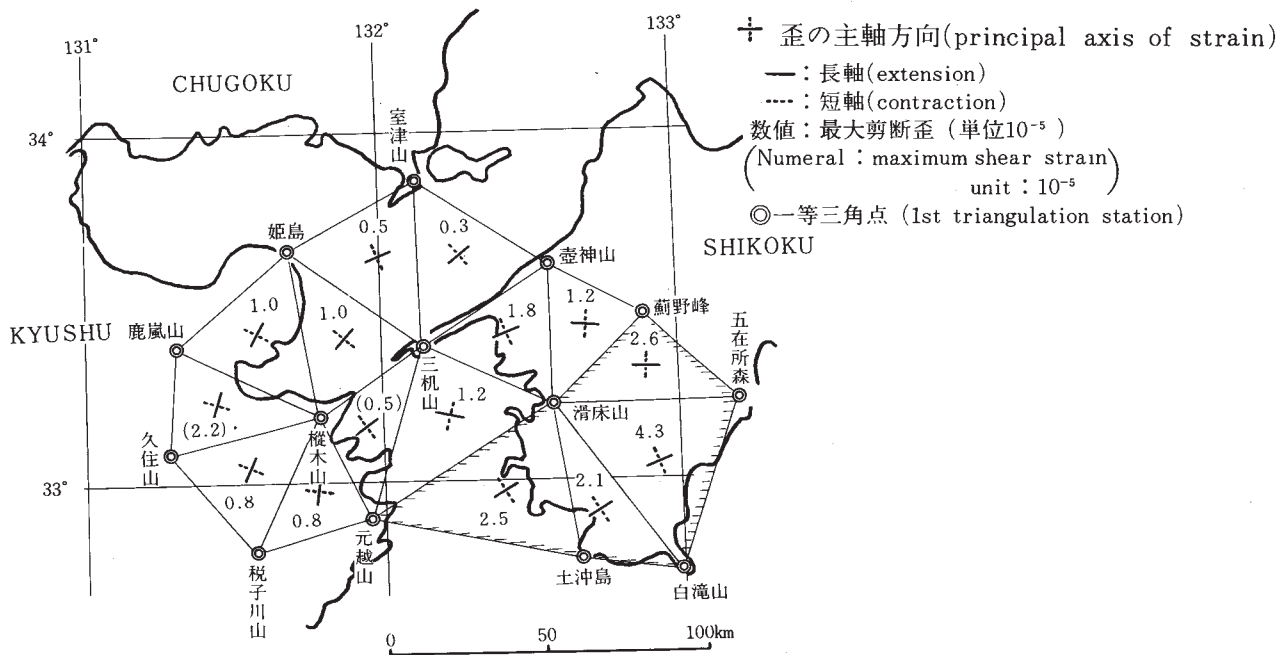 131°
132°
133°
34°
33°
CHUGOKU
KYUSHU
SHIKOKU
歪の主軸方向(principal axis of strain)
━:長軸(extension)
┅:短軸(contraction)
数値:最大剪断歪(単位10⁻⁵)
(Numeral:maximum shear strain
unit:10⁻⁵)
◎一等三角点(1st triangulation station)
室津山
姫島
壺神山
薊野峰
五在所森
鹿嵐山
三机山
滑床山
久住山
樅木山
税子川山
元越山
土沖島
白滝山
0.5
0.3
1.0
1.0
1.8
1.2
2.6
(2.2)
(0.5)
1.2
4.3
0.8
0.8
2.5
2.1
0
50
100km